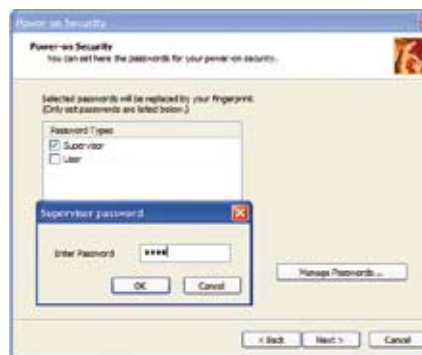 Power on Security
Power-on Security
You can set here the passwords for your power-on security.
Selected passwords will be replaced by your fingerprint.
(Only set passwords are listed below.)
Password Types
Supervisor
User
Supervisor password
Enter Password ****
OK Cancel
Manage Passwords...
< Back Next > Cancel